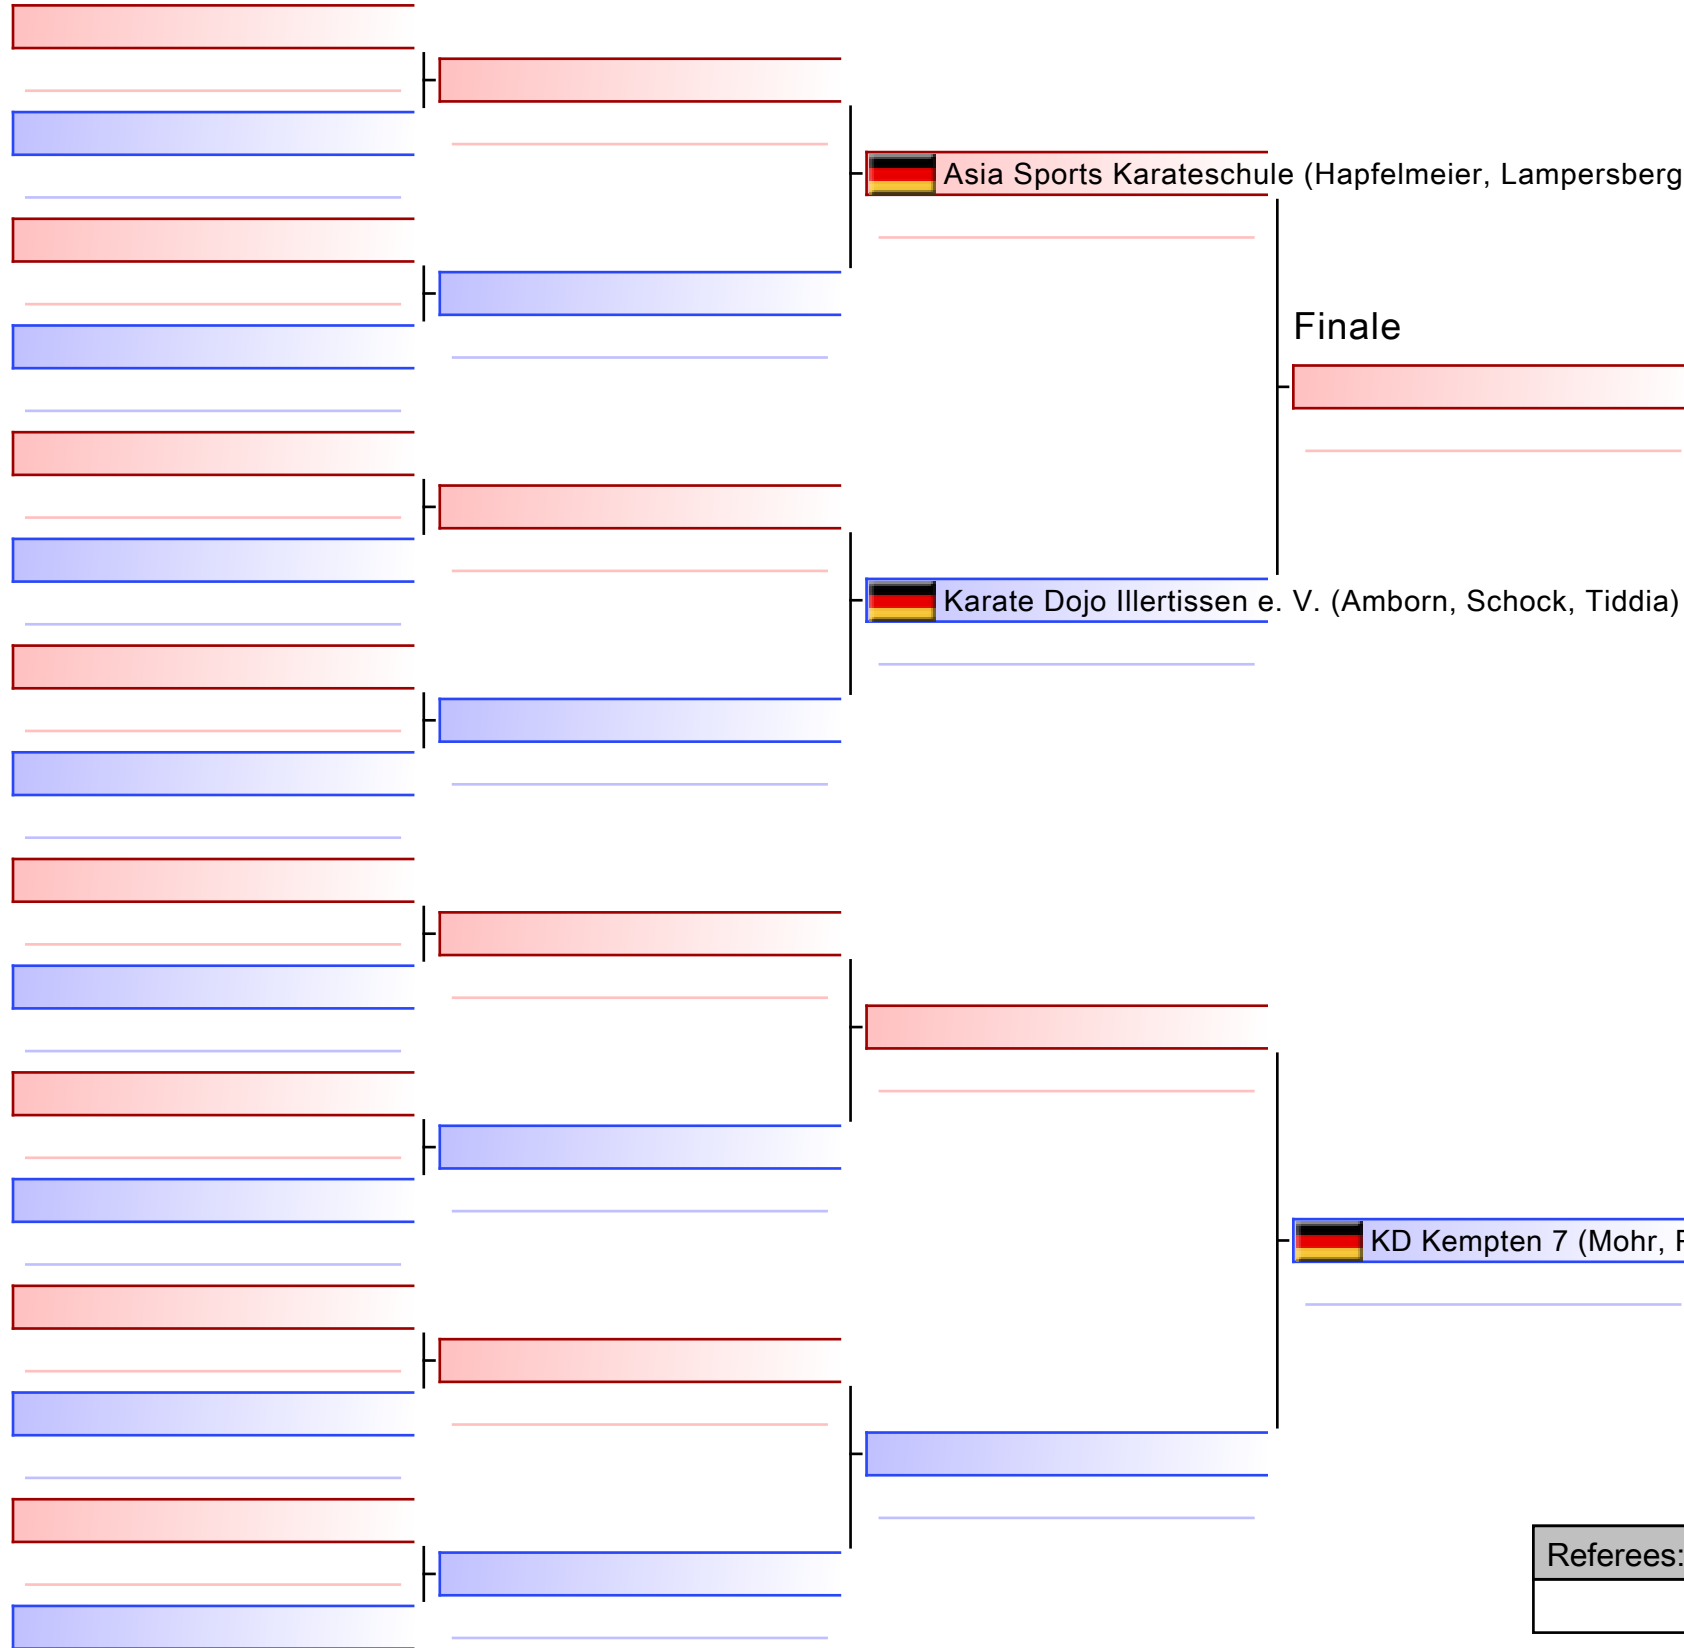 Asia Sports Karateschule (Hapfelmeier, Lampersberg
Finale
Karate Dojo Illertissen e. V. (Amborn, Schock, Tiddia)
KD Kempten 7 (Mohr,
Referees: